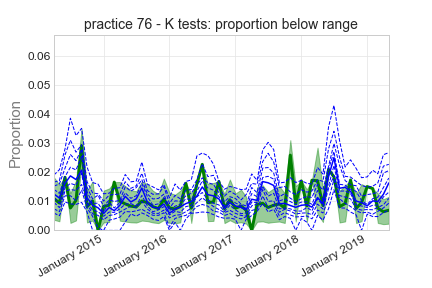 practice 76 - K tests: proportion below range
0.06
0.05
0.04
0.03
0.02
0.01
0.00
Proportion
January 2015
January 2016
January 2017
January 2018
January 2019